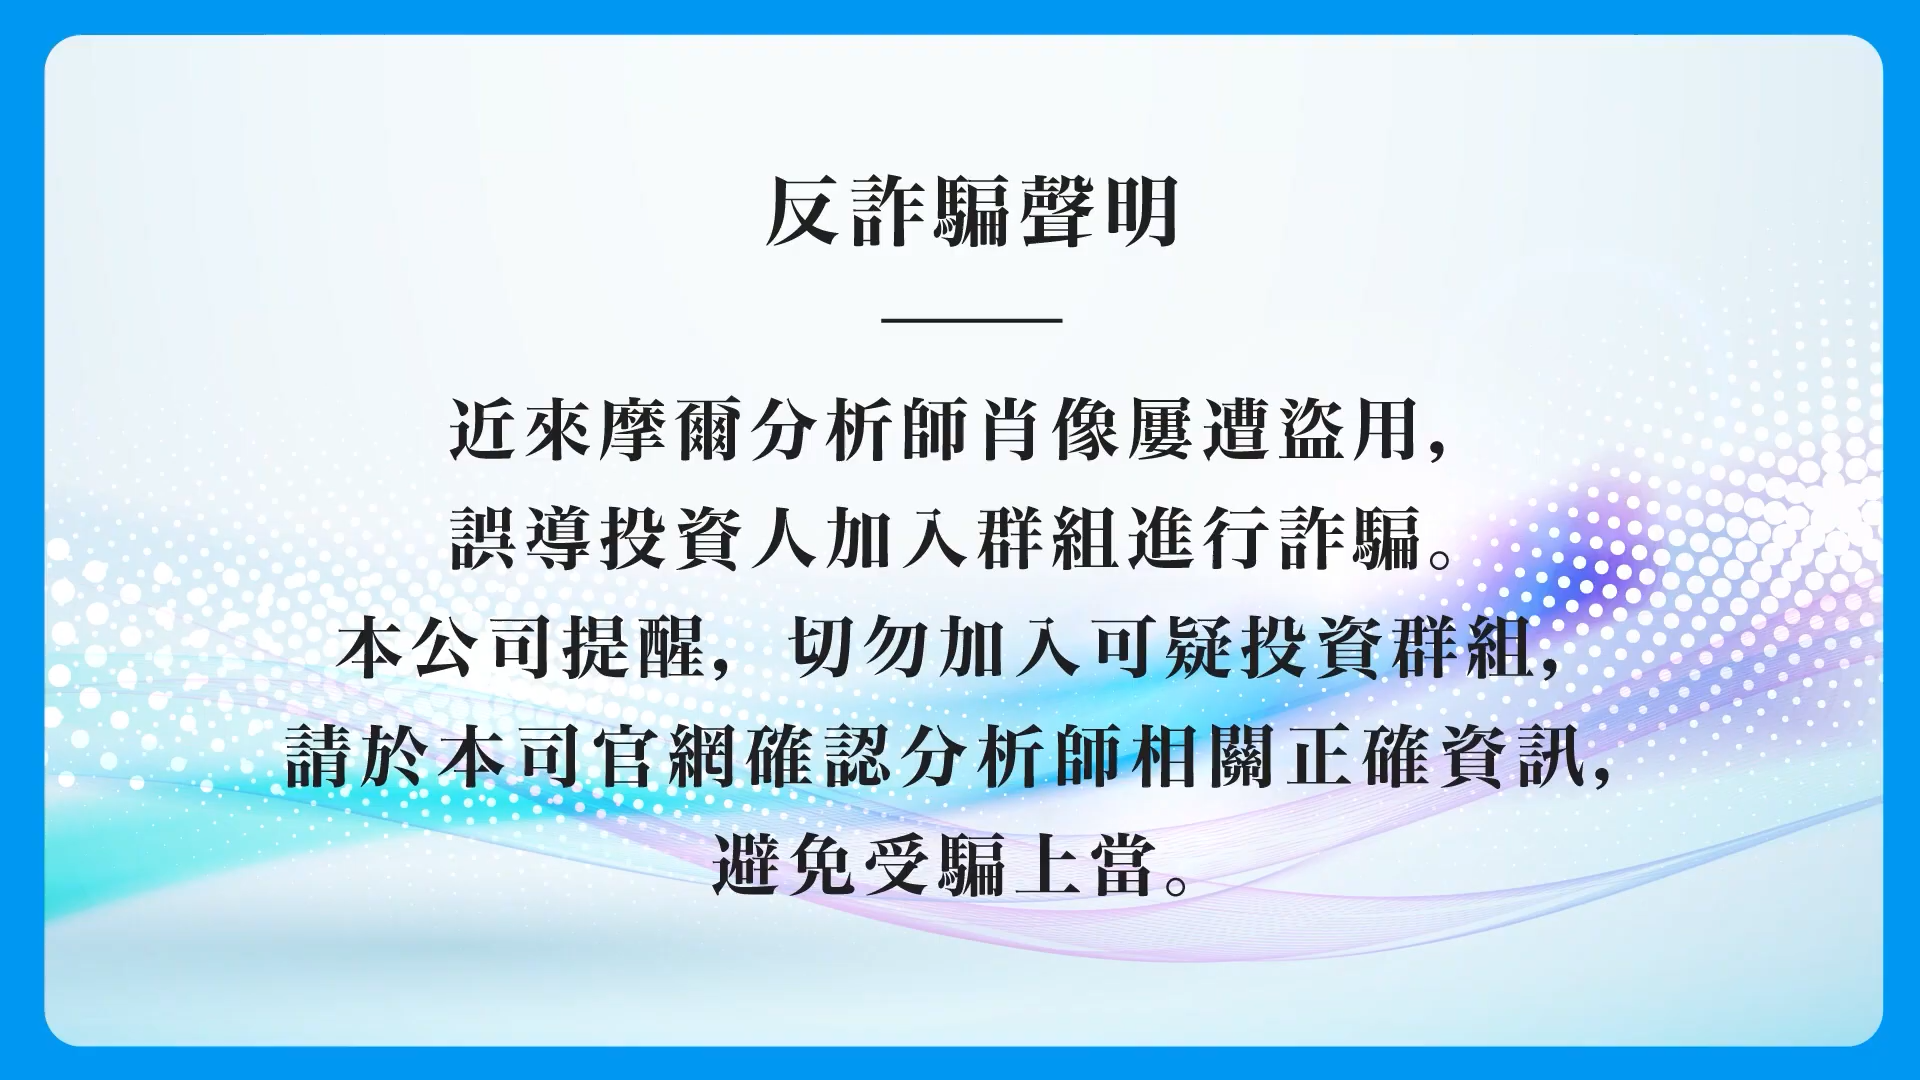 反詐騙聲明
近來摩爾分析師肖像屢遭盜用，
誤導投資人加入群組進行詐騙。
本公司提醒，切勿加入可疑投資群組，
請於本司官網確認分析師相關正確資訊，
避免受騙上當。